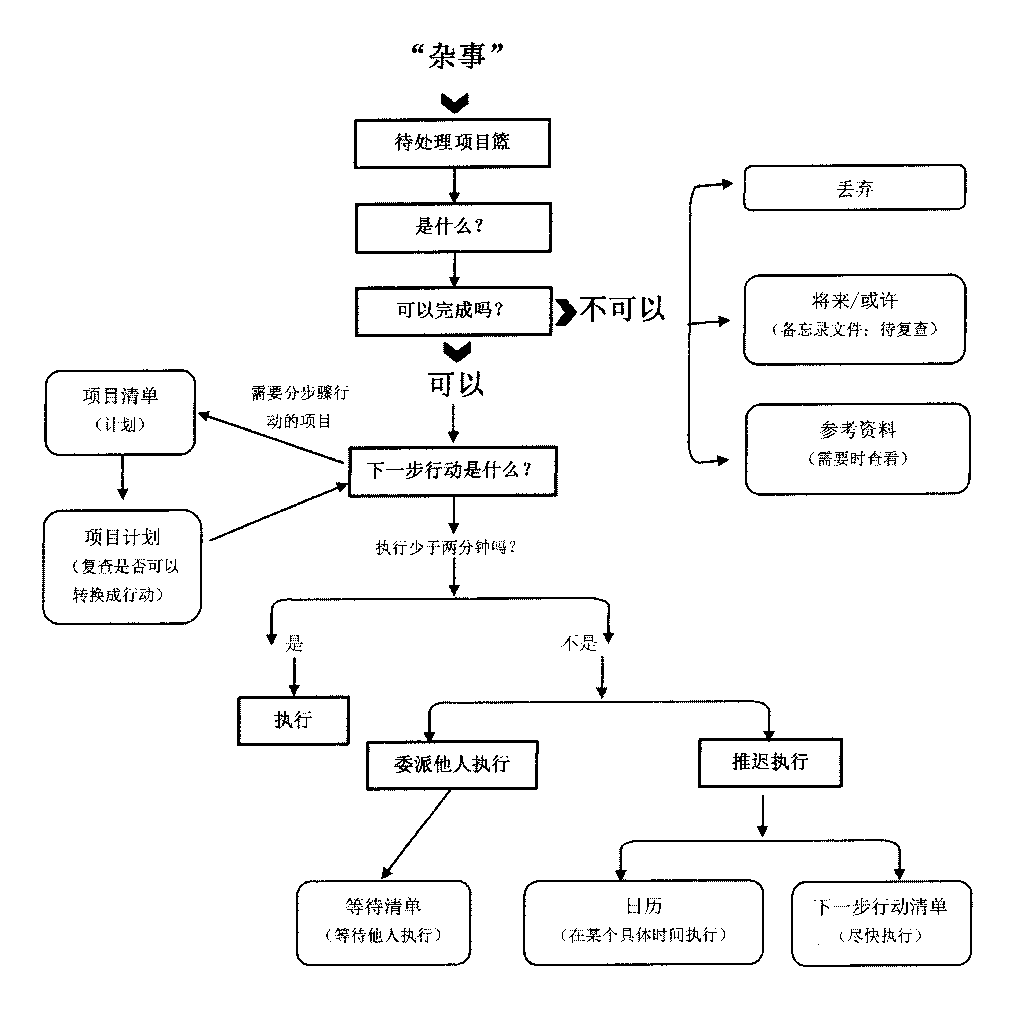 “杂事”
待处理项目篮
是什么？
可以完成吗？
不可以
丢弃
将来/或许
（备忘录文件：待复查）
参考资料
（需要时查看）
可以
需要分步骤行
动的项目
项目清单
（计划）
下一步行动是什么？
项目计划
（复查是否可以
转换成行动）
执行少于两分钟吗？
是
不是
执行
委派他人执行
推迟执行
等待清单
（等待他人执行）
日历
（在某个具体时间执行）
下一步行动清单
（尽快执行）